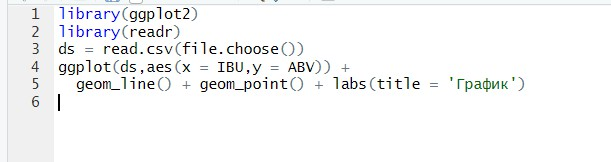 1 library(ggplot2)
2 library(readr)
3 ds = read.csv(file.choose())
4 ggplot(ds,aes(x = IBU,y = ABV)) +
5   geom_line() + geom_point() + labs(title = 'График')
6